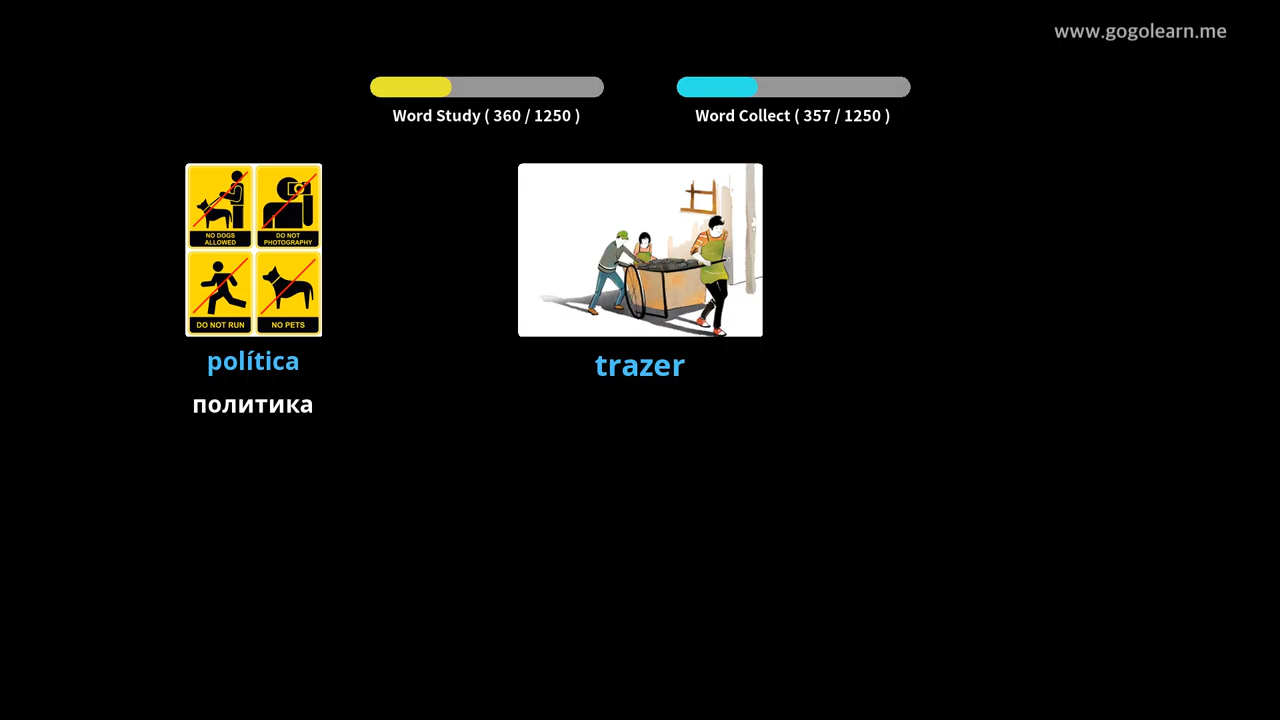 www.gogolearn.me
Word Study ( 360 / 1250 )
Word Collect ( 357 / 1250 )
NO DOGS
ALLOWED
DO NOT
PHOTOGRAPHY
DO NOT RUN
NO PETS
política
trazer
политика